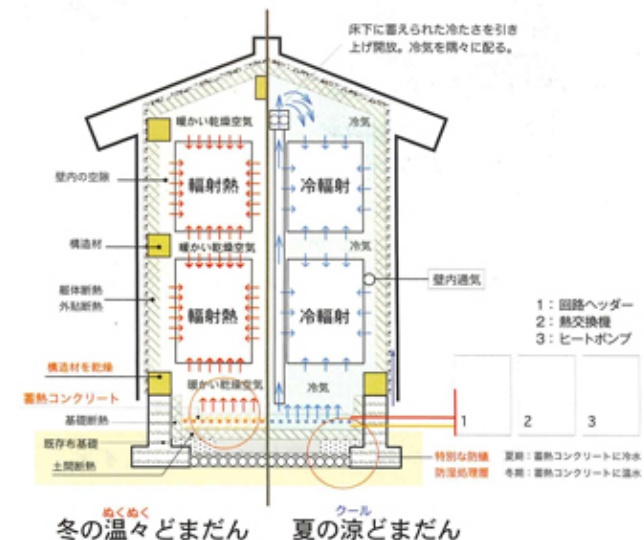 床下に蓄えられた冷たさを引き
上げ開放。冷気を隅々に配る。
暖かい乾燥空気
冷気
壁内の空隙
輻射熱
冷輻射
構造材
暖かい乾燥空気
冷気
壁内通気
躯体断熱
外貼断熱
輻射熱
冷輻射
1：回路ヘッダー
2：熱交換機
3：ヒートポンプ
構造材を乾燥
暖かい乾燥空気
冷気
蓄熱コンクリート
基礎断熱
1
2
3
既存布基礎
土間断熱
特別な防蟻
防湿処理層
夏期：蓄熱コンクリートに冷水
冬期：蓄熱コンクリートに温水
ぬくぬく
冬の温々どまだん
クール
夏の涼どまだん